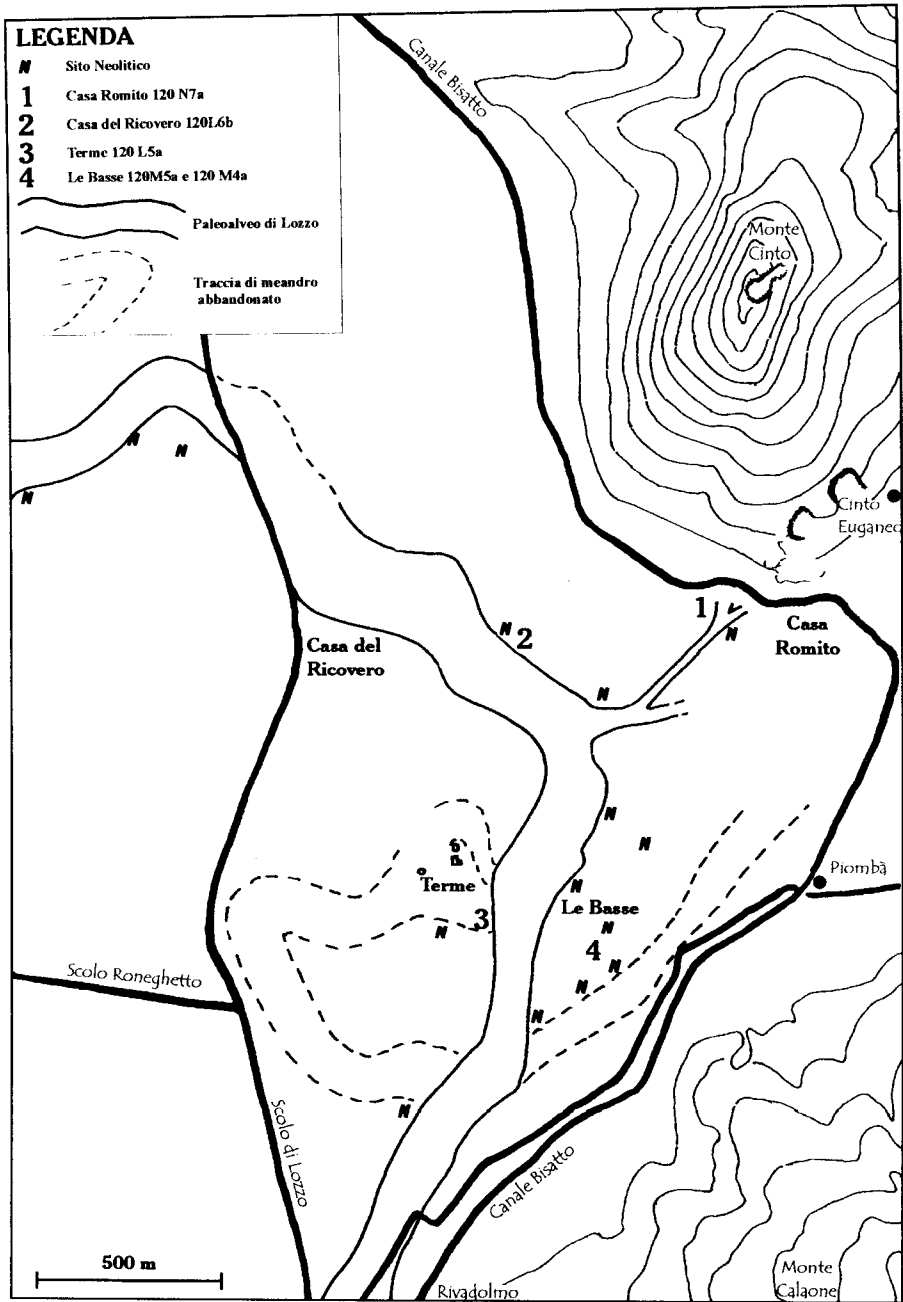 LEGENDA
N Sito Neolitico
1 Casa Romito 120 N7a
2 Casa del Ricovero 120L6b
3 Terme 120 L5a
4 Le Basse 120M5a e 120 M4a
Paleoalveo di Lozzo
Traccia di meandro
abbandonato
Canale Bisatto
Monte
Cinto
N
N
N
Cinto
Euganeo
1
N
Casa
Romito
N
2
Casa del
Ricovero
N
N
N
Terme
N
Le Basse
Piombà
3
N
N
4
N
N
N
Scolo Roneghetto
N
Scolo di Lozzo
Canale Bisatto
500 m
Rivadolmo
Monte
Calaone